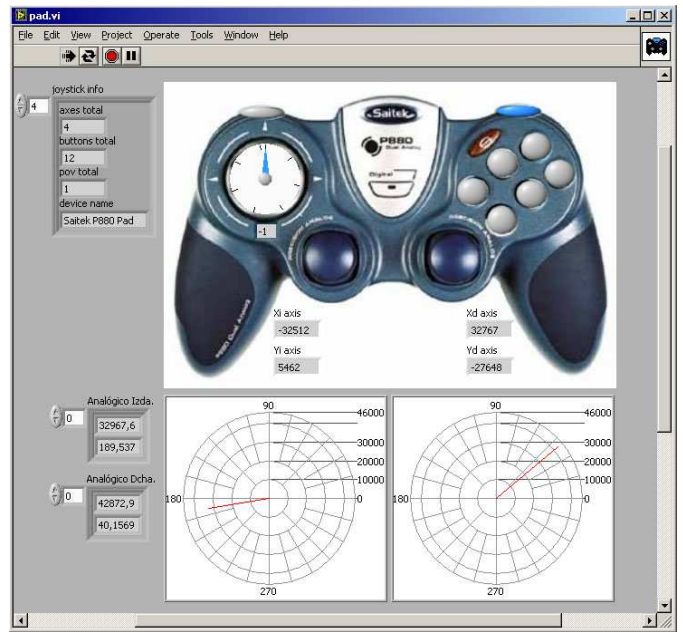 pad.vi
File Edit View Project Operate Tools Window Help
joystick info
4
axes total
4
buttons total
12
pov total
1
device name
Saitek P880 Pad
Saitek
P880
Dual Analog
Digital
-1
P880 Dual Analog
Xi axis
-32512
Yi axis
5462
Xd axis
32767
Yd axis
-27648
Analógico Izda.
0
32967,6
189,537
Analógico Dcha.
0
42872,9
40,1569
90
46000
30000
20000
10000
0
180
270
90
46000
30000
20000
10000
0
180
270